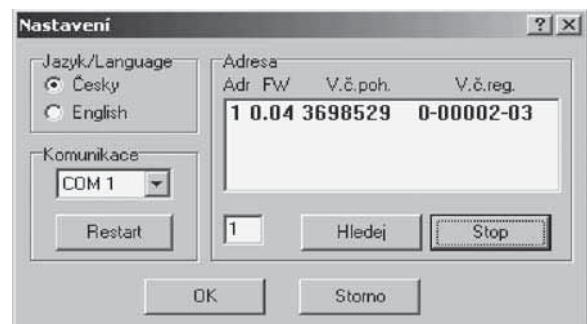 Nastavení
Jazyk/Language
Česky
English
Komunikace
COM 1
Restart
Adresa
Adr FW V.č.poh. V.č.reg.
1 0.04 3698529 0-00002-03
1 Hledej Stop
OK Storno